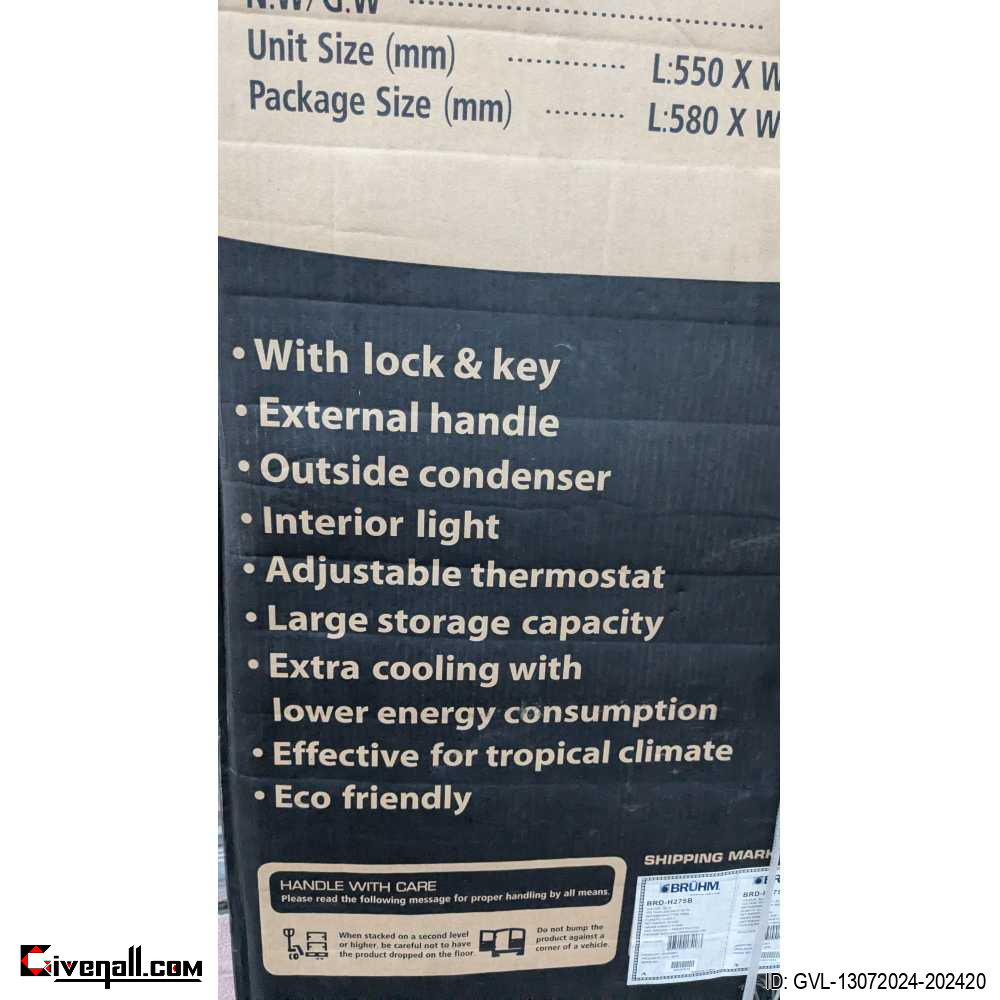 N.W/G.W ..............................
Unit Size (mm) ............. L:550 X W
Package Size (mm) ......... L:580 X W
• With lock & key
• External handle
• Outside condenser
• Interior light
• Adjustable thermostat
• Large storage capacity
• Extra cooling with
lower energy consumption
• Effective for tropical climate
• Eco friendly
SHIPPING MARK
HANDLE WITH CARE
Please read the following message for proper handling by all means.
When stacked on a second level
or higher, be careful not to have
the product dropped on the floor.
Do not bump the
product against a
corner of a vehicle.
BRÜHM
BRD-H275B
Givenall.com
ID: GVL-13072024-202420